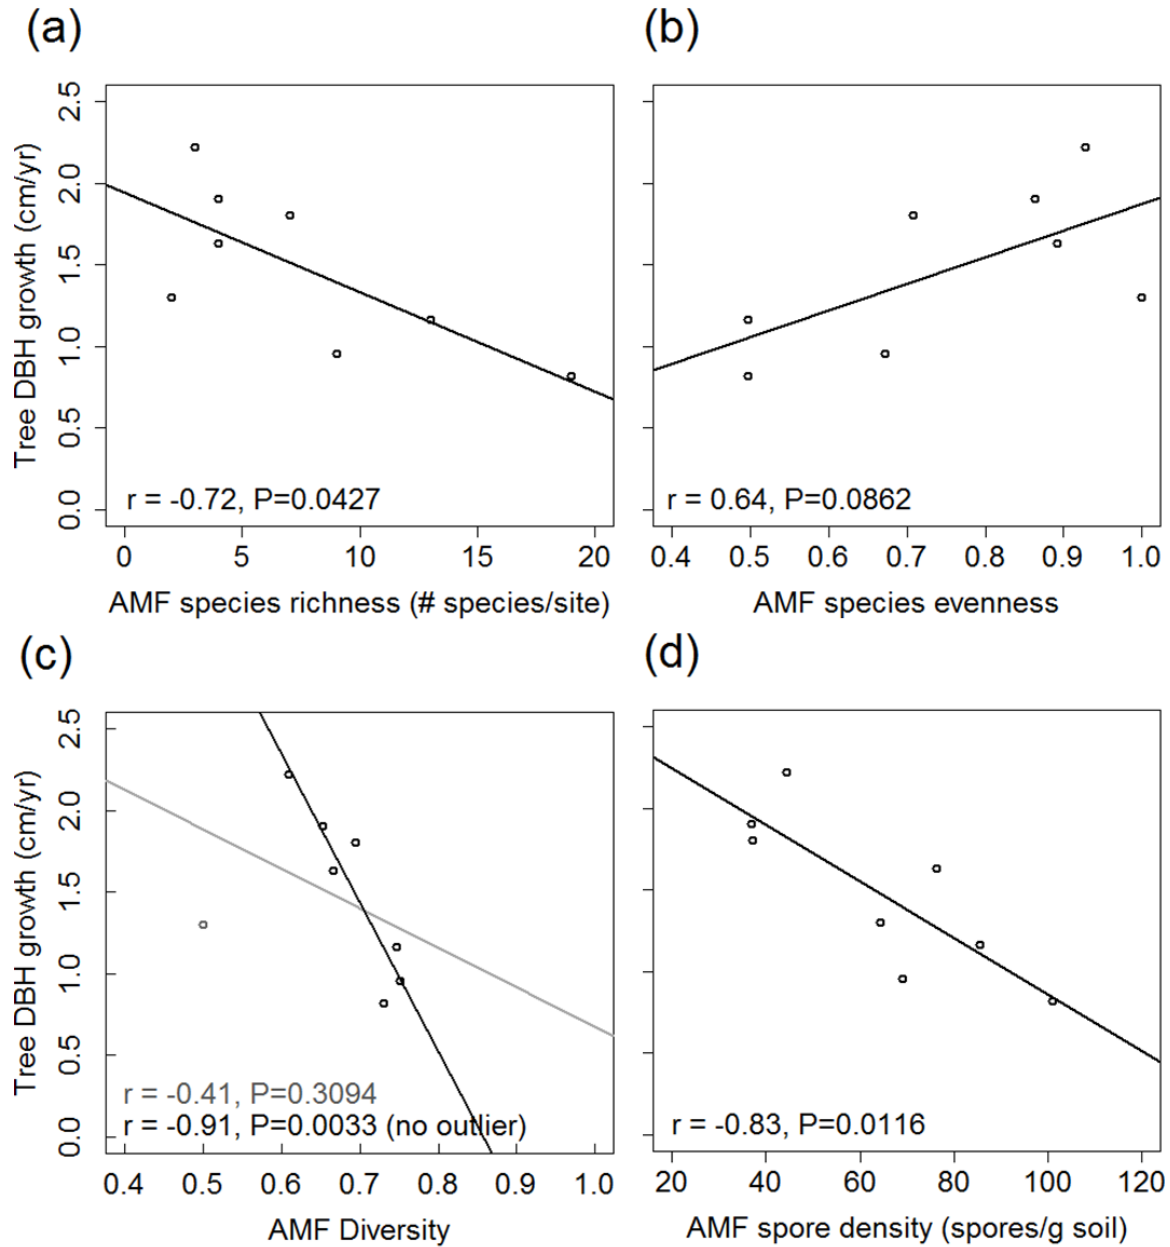 (a)
(b)
Tree DBH growth (cm/yr)
2.5
2.0
1.5
1.0
0.5
0.0
r = -0.72, P=0.0427
r = 0.64, P=0.0862
0 5 10 15 20
0.4 0.5 0.6 0.7 0.8 0.9 1.0
AMF species richness (# species/site)
AMF species evenness
(c)
(d)
Tree DBH growth (cm/yr)
2.5
2.0
1.5
1.0
0.5
0.0
r = -0.41, P=0.3094
r = -0.91, P=0.0033 (no outlier)
r = -0.83, P=0.0116
0.4 0.5 0.6 0.7 0.8 0.9 1.0
20 40 60 80 100 120
AMF Diversity
AMF spore density (spores/g soil)